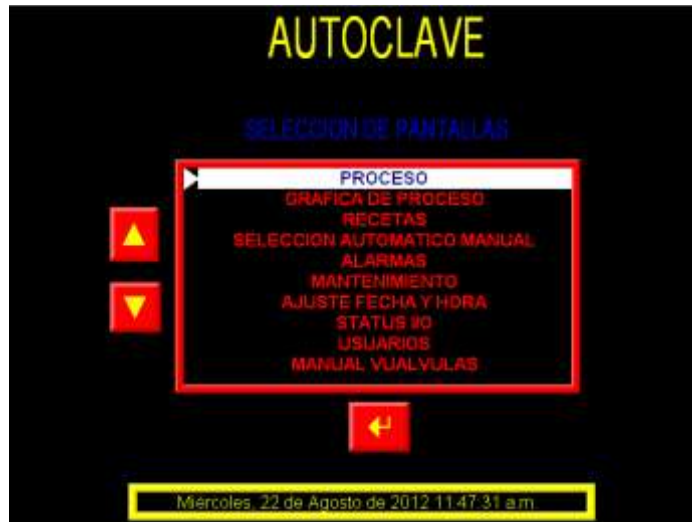 AUTOCLAVE
SELECCION DE PANTALLAS
PROCESO
GRAFICA DE PROCESO
RECETAS
SELECCION AUTOMATICO MANUAL
ALARMAS
MANTENIMIENTO
AJUSTE FECHA Y HORA
STATUS I/O
USUARIOS
MANUAL VUALVULAS
Miércoles, 22 de Agosto de 2012 11:47:31 a.m.